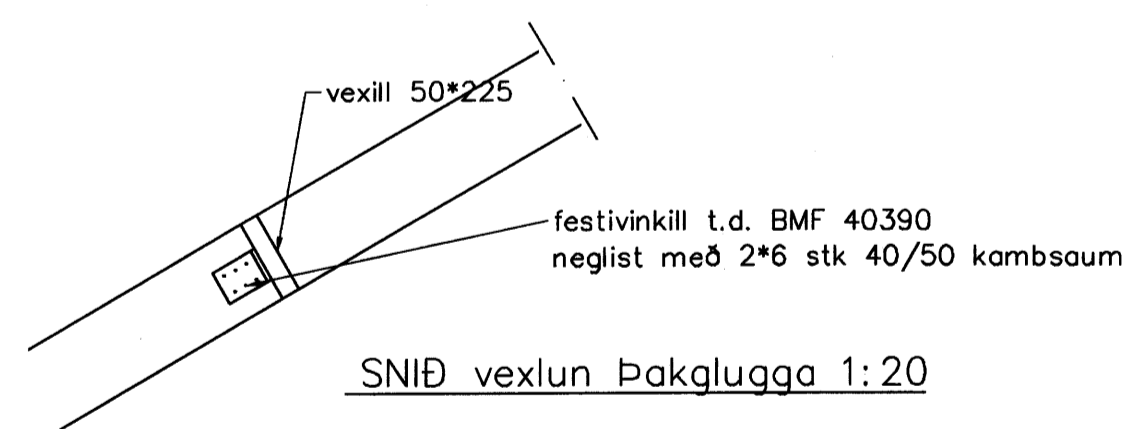 vexill 50*225
festivinkill t.d. BMF 40390
neglist með 2*6 stk 40/50 kambsaum
SNIÐ vexlun Þakglugga 1:20